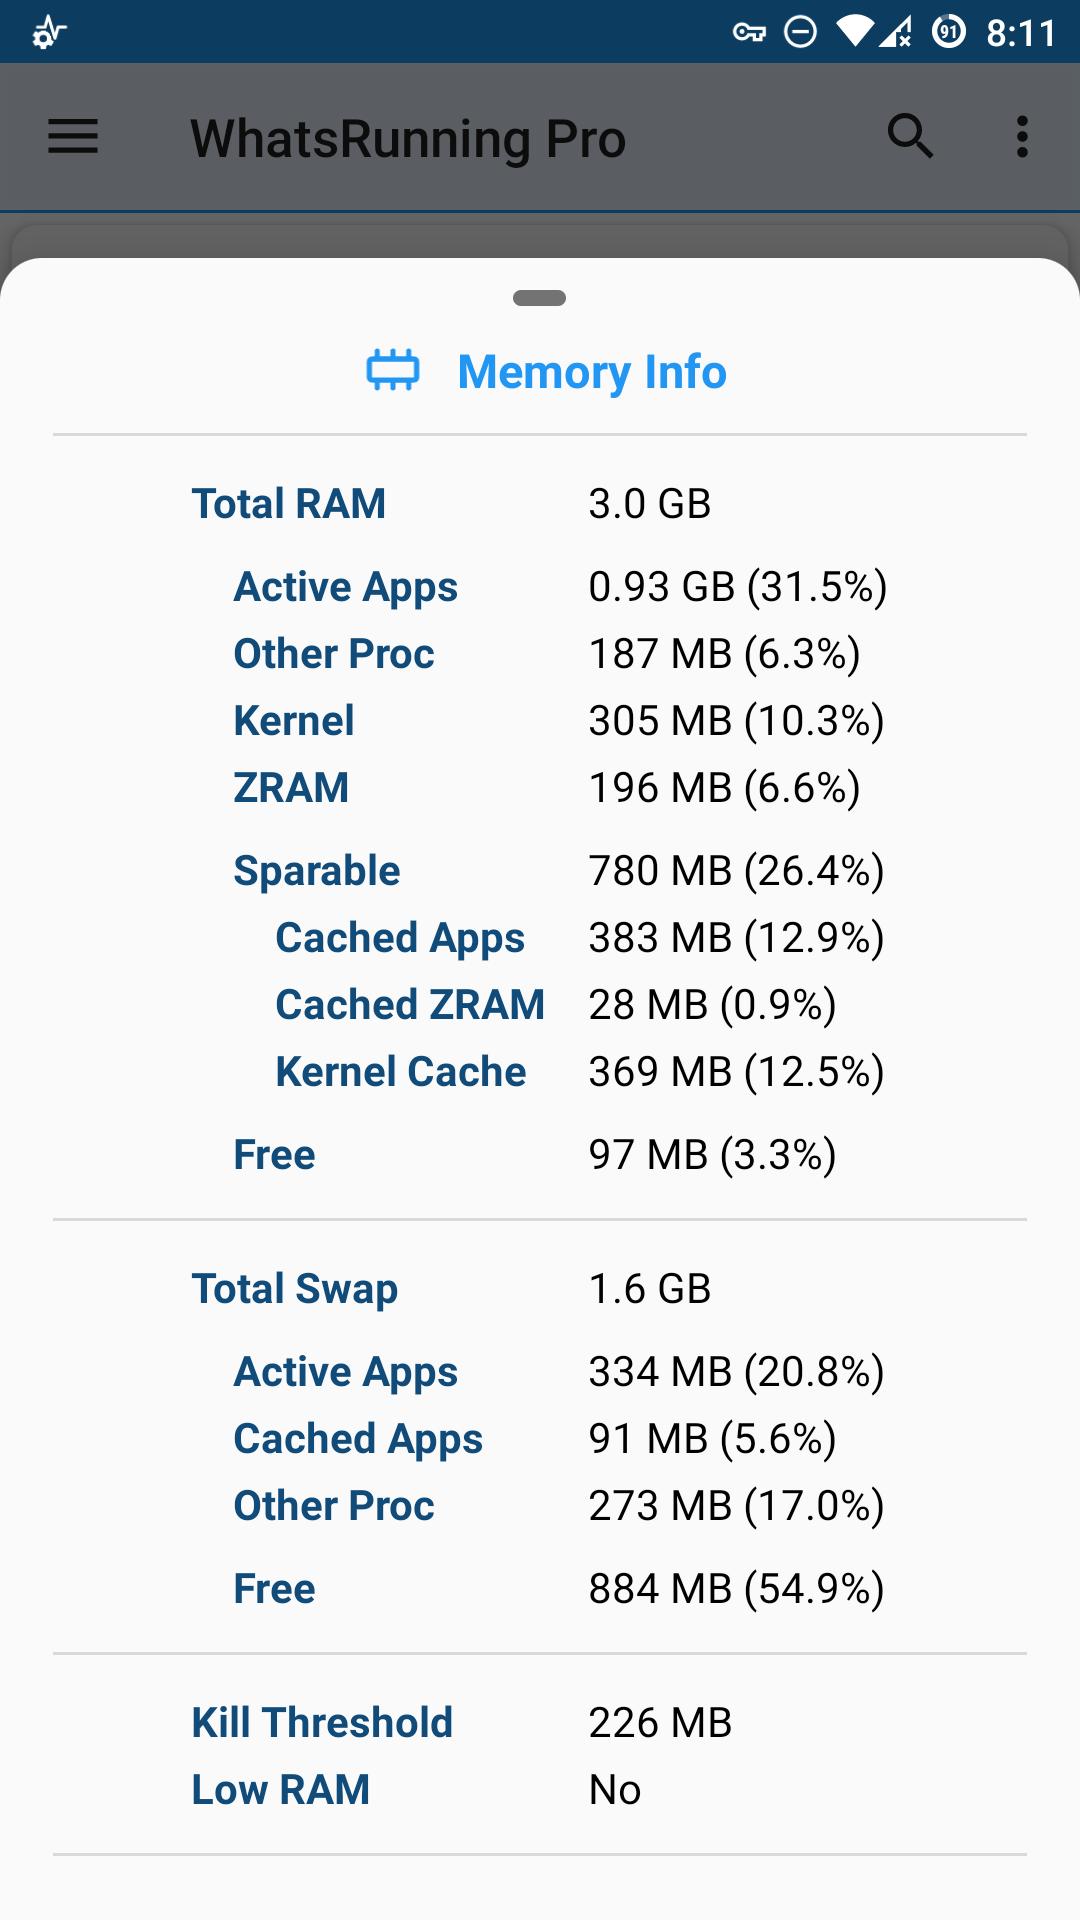 91 8:11
WhatsRunning Pro
Memory Info
Total RAM 3.0 GB
Active Apps 0.93 GB (31.5%)
Other Proc 187 MB (6.3%)
Kernel 305 MB (10.3%)
ZRAM 196 MB (6.6%)
Sparable 780 MB (26.4%)
Cached Apps 383 MB (12.9%)
Cached ZRAM 28 MB (0.9%)
Kernel Cache 369 MB (12.5%)
Free 97 MB (3.3%)
Total Swap 1.6 GB
Active Apps 334 MB (20.8%)
Cached Apps 91 MB (5.6%)
Other Proc 273 MB (17.0%)
Free 884 MB (54.9%)
Kill Threshold 226 MB
Low RAM No